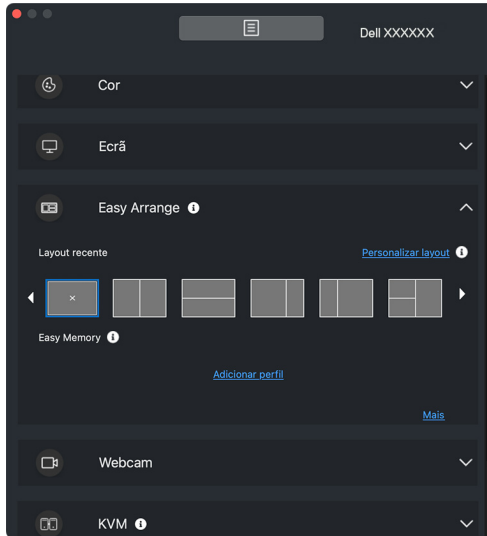 Dell XXXXXX
Cor
Ecrã
Easy Arrange
Layout recente
Personalizar layout
Easy Memory
Adicionar perfil
Mais
Webcam
KVM